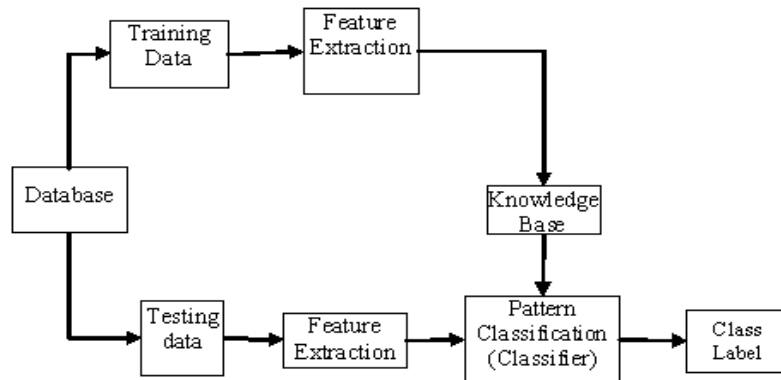 Training
Data
Feature
Extraction
Database
Knowledge
Base
Testing
data
Feature
Extraction
Pattern
Classification
(Classifier)
Class
Label